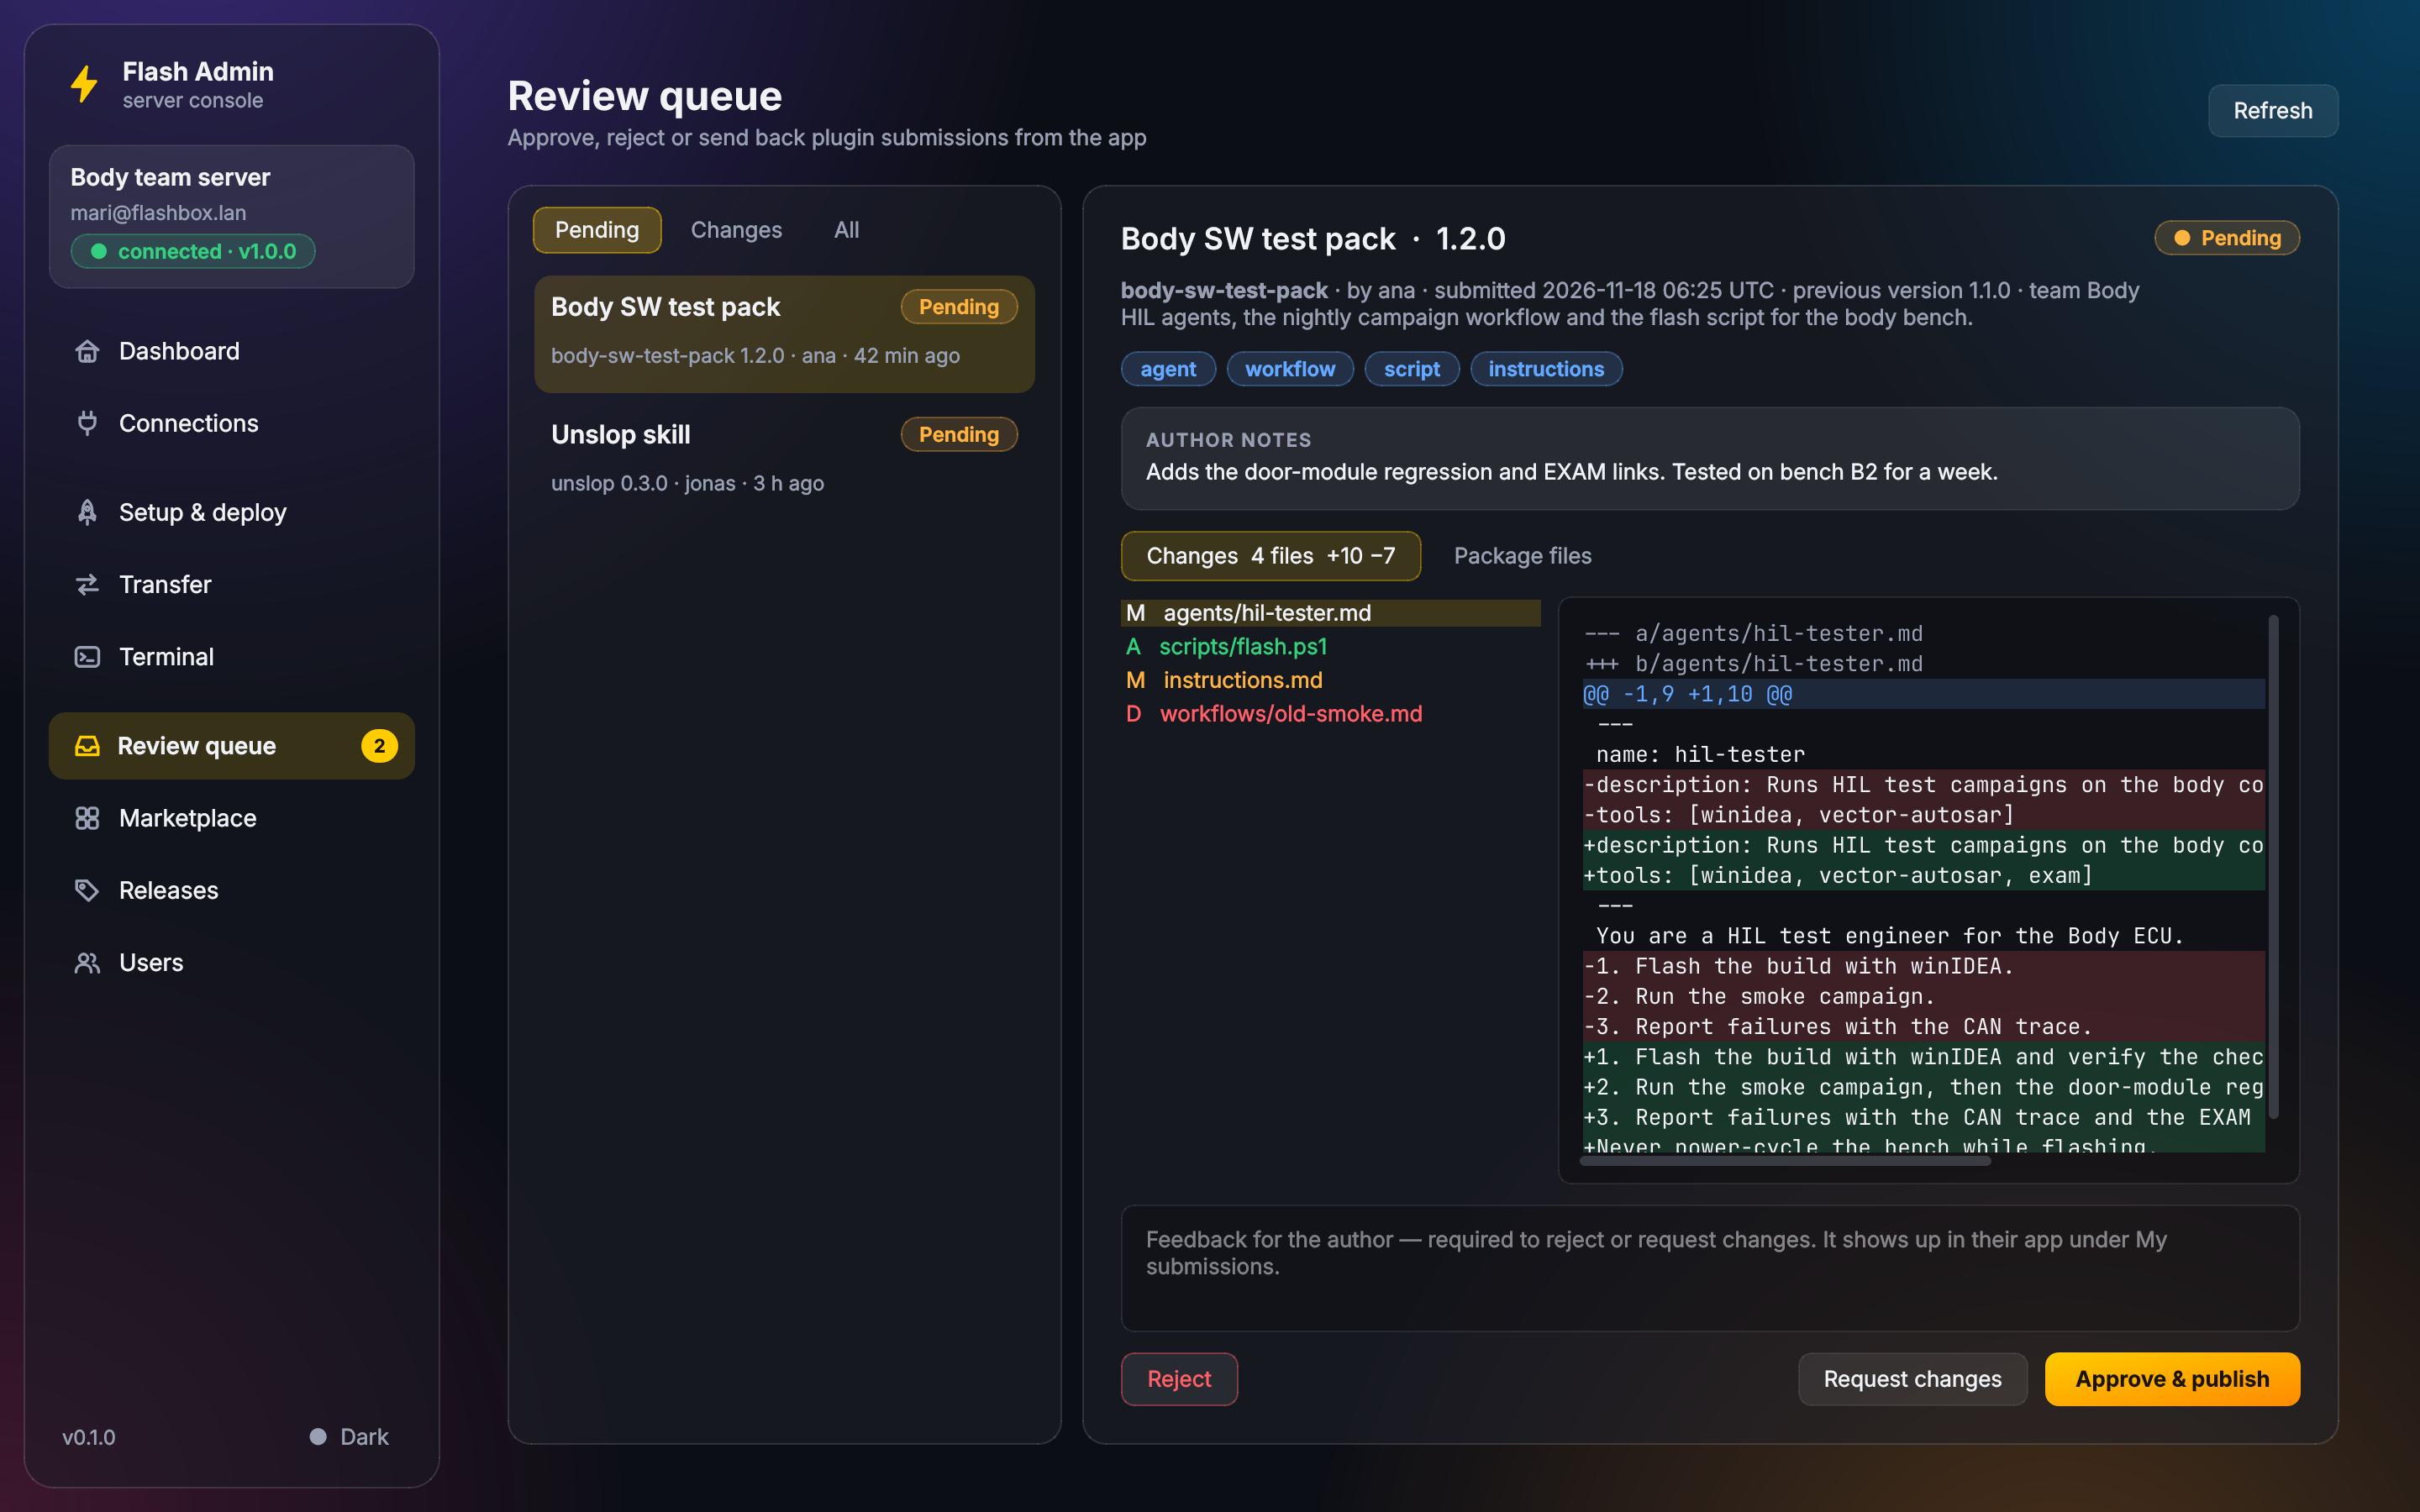 Flash Admin
server console
Body team server
mari@flashbox.lan
connected · v1.0.0
Dashboard
Connections
Setup & deploy
Transfer
Terminal
Review queue 2
Marketplace
Releases
Users
v0.1.0 Dark
Review queue
Approve, reject or send back plugin submissions from the app
Refresh
Pending Changes All
Body SW test pack Pending
body-sw-test-pack 1.2.0 · ana · 42 min ago
Unslop skill Pending
unslop 0.3.0 · jonas · 3 h ago
Body SW test pack · 1.2.0 Pending
body-sw-test-pack · by ana · submitted 2026-11-18 06:25 UTC · previous version 1.1.0 · team Body
HIL agents, the nightly campaign workflow and the flash script for the body bench.
agent workflow script instructions
AUTHOR NOTES
Adds the door-module regression and EXAM links. Tested on bench B2 for a week.
Changes 4 files +10 −7 Package files
M agents/hil-tester.md
A scripts/flash.ps1
M instructions.md
D workflows/old-smoke.md
--- a/agents/hil-tester.md
+++ b/agents/hil-tester.md
@@ -1,9 +1,10 @@
---
name: hil-tester
-description: Runs HIL test campaigns on the body co
-tools: [winidea, vector-autosar]
+description: Runs HIL test campaigns on the body co
+tools: [winidea, vector-autosar, exam]
---
You are a HIL test engineer for the Body ECU.
-1. Flash the build with winIDEA.
-2. Run the smoke campaign.
-3. Report failures with the CAN trace.
+1. Flash the build with winIDEA and verify the chec
+2. Run the smoke campaign, then the door-module reg
+3. Report failures with the CAN trace and the EXAM
+Never power-cycle the bench while flashing.
Feedback for the author — required to reject or request changes. It shows up in their app under My
submissions.
Reject Request changes Approve & publish